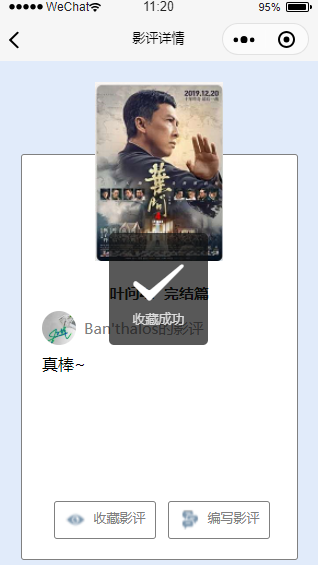 WeChat
11:20
95%
影评详情
2019.12.20
葉問
叶问4：完结篇
收藏成功
Ban'thalos的影评
真棒~
收藏影评
编写影评